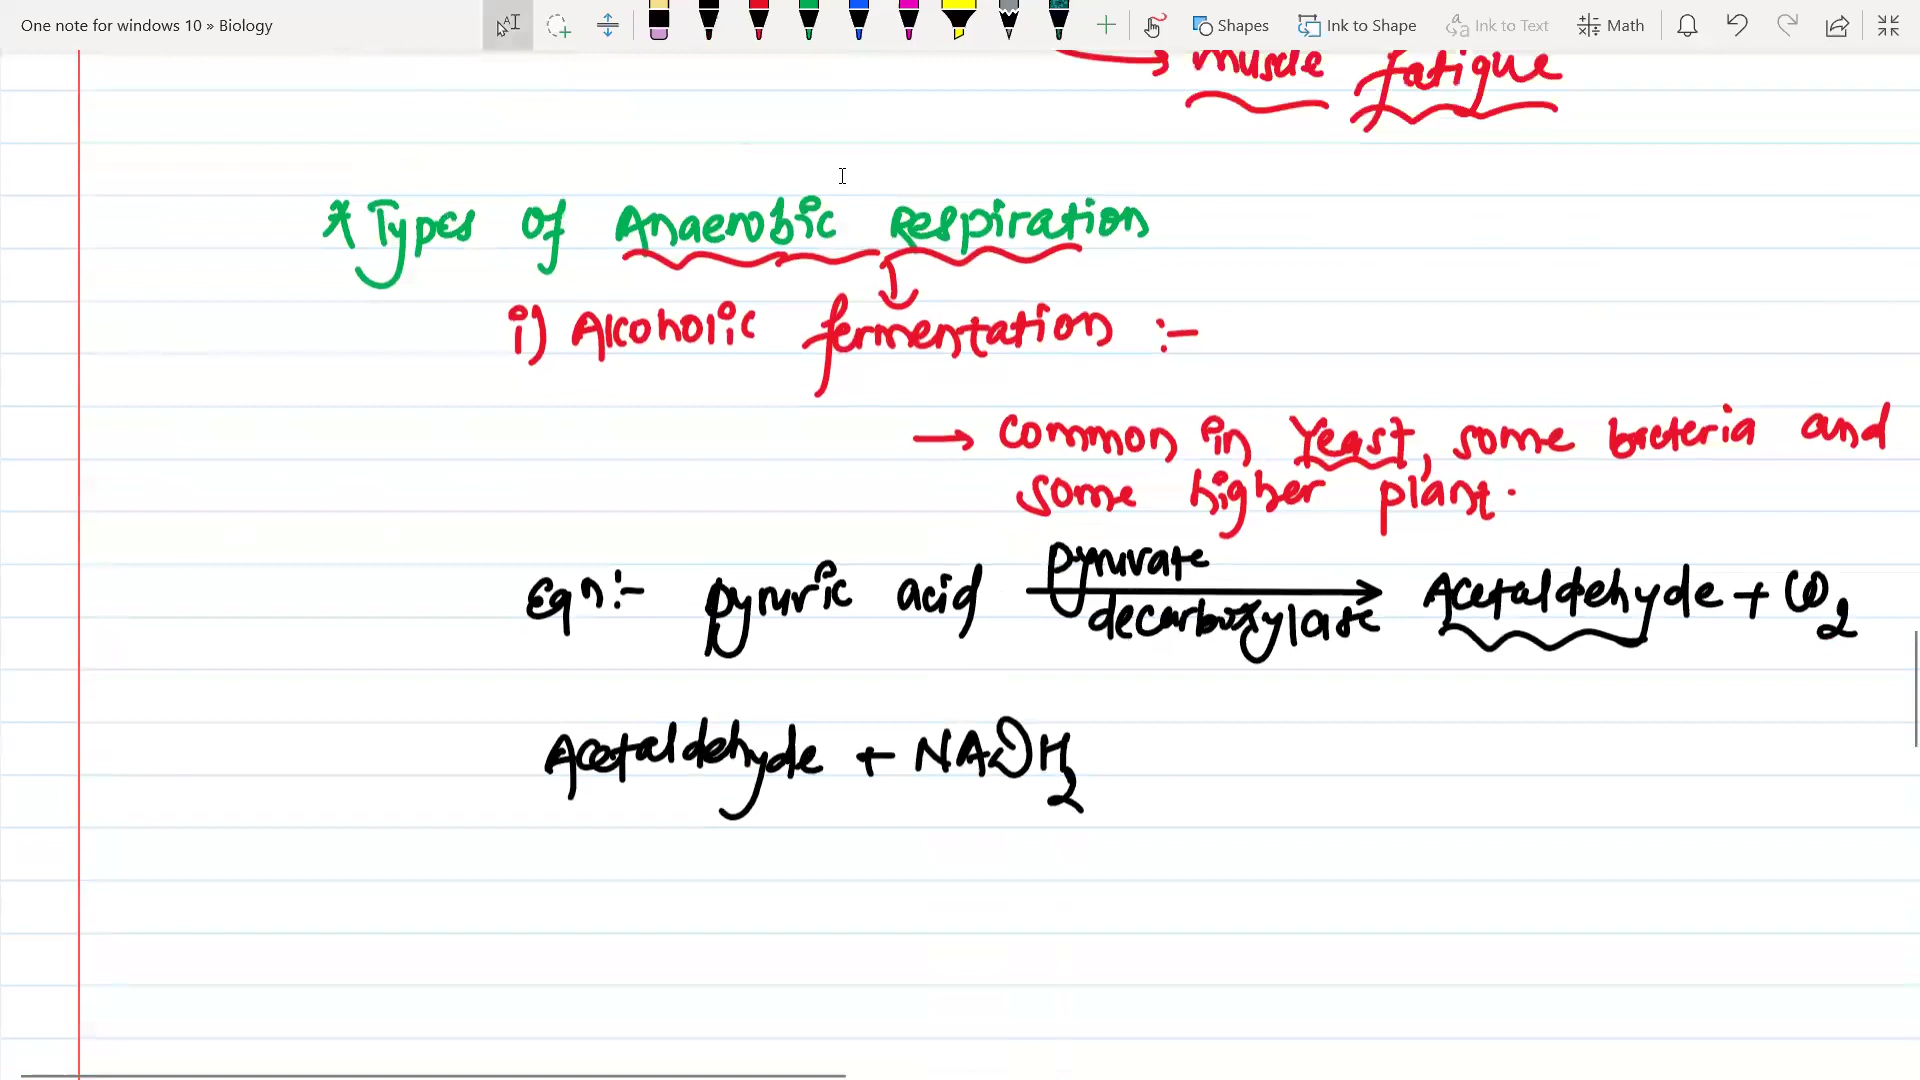 One note for windows 10 » Biology
Shapes Ink to Shape Ink to Text Math
muscle fatigue
* Types of Anaerobic Respiration
i) Alcoholic fermentation :-
→ common in Yeast, some bacteria and
some higher plant.
pyruvate
Eqn:- pyruvic acid → Acetaldehyde + CO2
decarboxylase
Acetaldehyde + NADH2